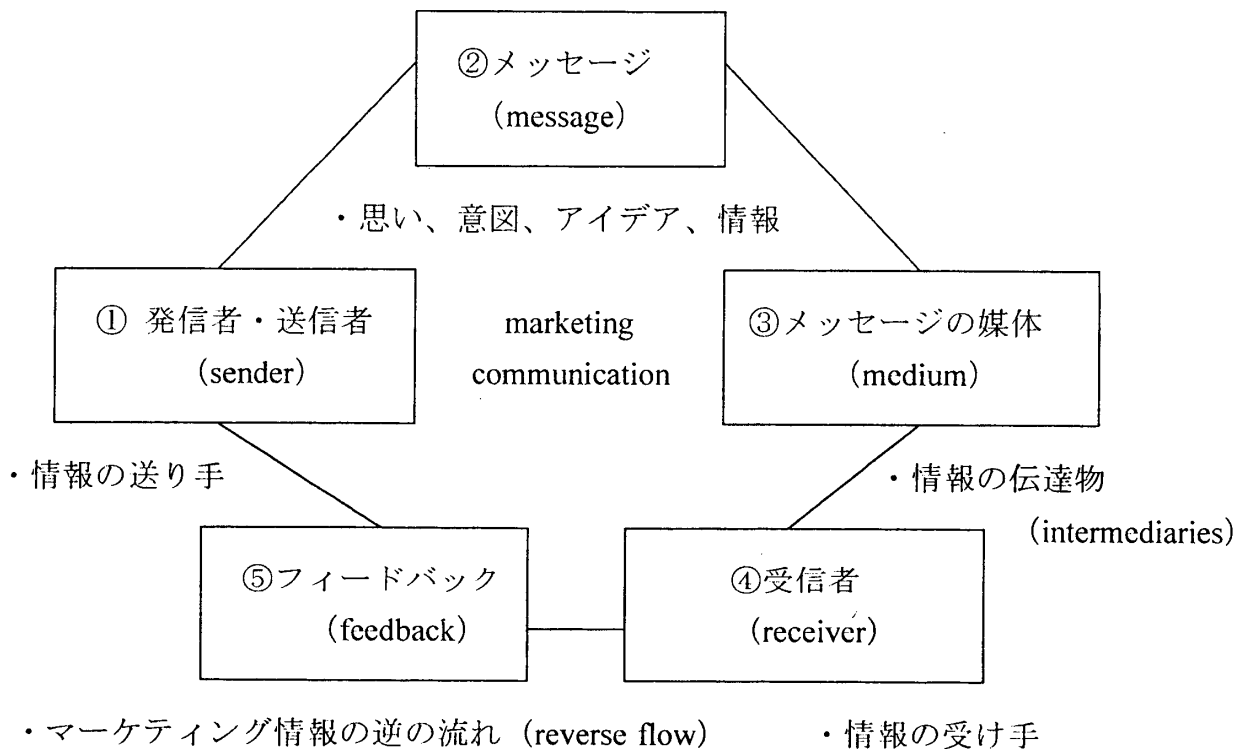 ②メッセージ
(message)
・思い、意図、アイデア、情報
① 発信者・送信者
(sender)
marketing
communication
③メッセージの媒体
(medium)
・情報の送り手
・情報の伝達物
(intermediaries)
⑤フィードバック
(feedback)
④受信者
(receiver)
・マーケティング情報の逆の流れ (reverse flow)
・情報の受け手